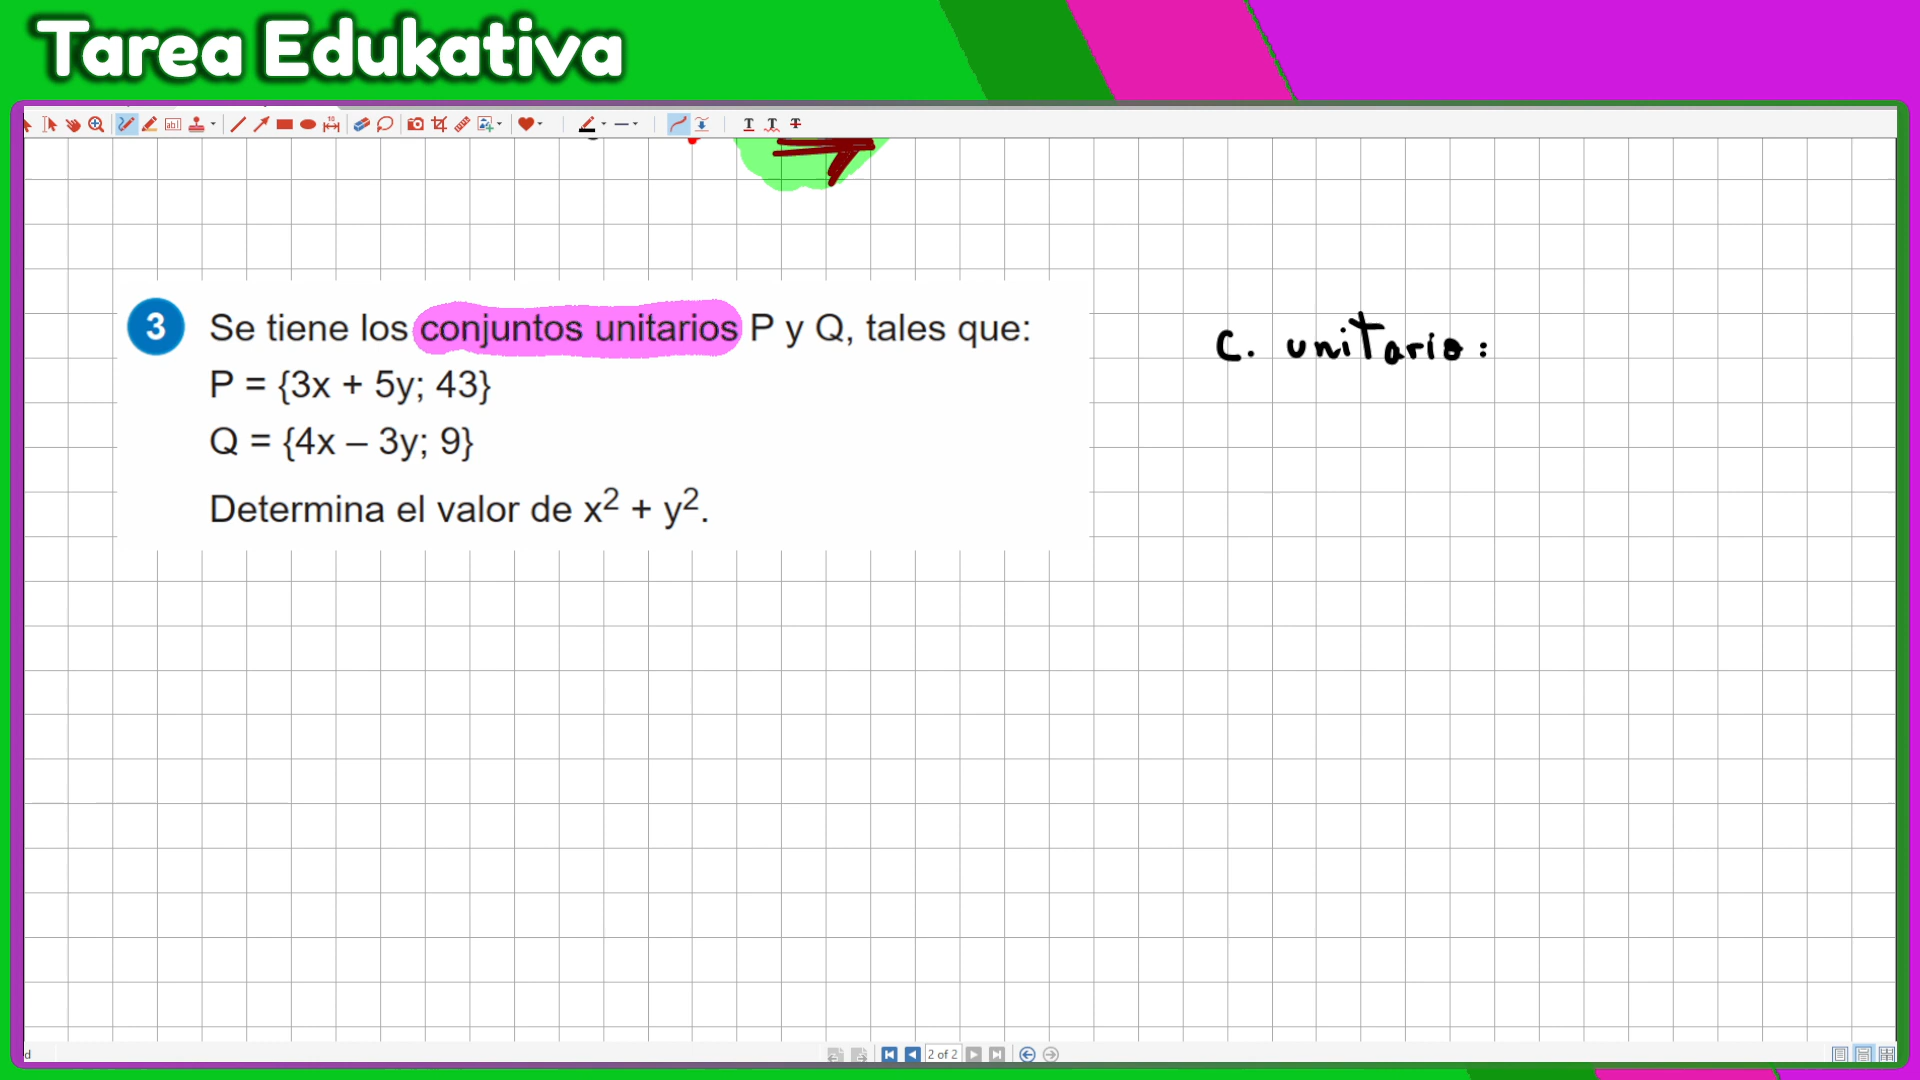 Tarea Edukativa
3 Se tiene los conjuntos unitarios P y Q, tales que:
P = {3x + 5y; 43}
Q = {4x – 3y; 9}
Determina el valor de x² + y².
C. unitario:
2 of 2